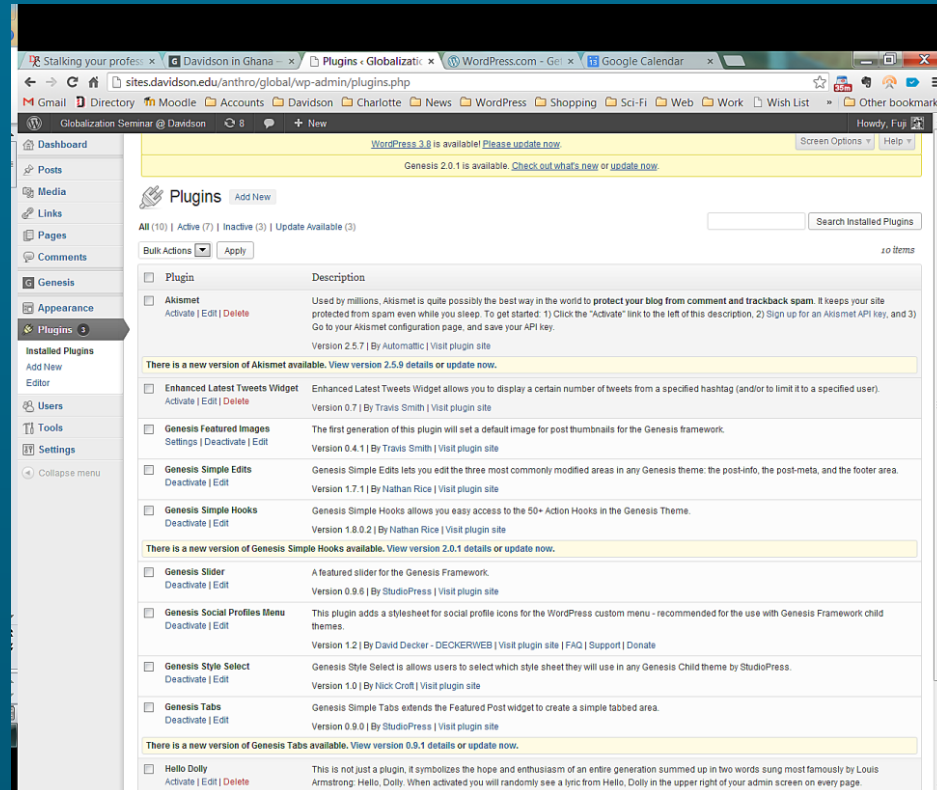 Stalking your profes
Davidson in Ghana –
Plugins ‹ Globalizatio
WordPress.com - Get
Google Calendar
sites.davidson.edu/anthro/global/wp-admin/plugins.php
35m
Gmail Directory Moodle Accounts Davidson Charlotte News WordPress Shopping Sci-Fi Web Work Wish List » Other bookmark
Globalization Seminar @ Davidson 8 + New Howdy, Fuji
WordPress 3.8 is available! Please update now.
Screen Options Help
Genesis 2.0.1 is available. Check out what's new or update now.
Dashboard
Posts
Media
Links
Pages
Comments
Genesis
Appearance
Plugins 3
Installed Plugins
Add New
Editor
Users
Tools
Settings
Collapse menu
Plugins Add New
All (10) | Active (7) | Inactive (3) | Update Available (3)
Search Installed Plugins
Bulk Actions Apply
10 items
Plugin Description
Akismet
Activate | Edit | Delete
Used by millions, Akismet is quite possibly the best way in the world to protect your blog from comment and trackback spam. It keeps your site
protected from spam even while you sleep. To get started: 1) Click the "Activate" link to the left of this description, 2) Sign up for an Akismet API key, and 3)
Go to your Akismet configuration page, and save your API key.
Version 2.5.7 | By Automattic | Visit plugin site
There is a new version of Akismet available. View version 2.5.9 details or update now.
Enhanced Latest Tweets Widget
Activate | Edit | Delete
Enhanced Latest Tweets Widget allows you to display a certain number of tweets from a specified hashtag (and/or to limit it to a specified user).
Version 0.7 | By Travis Smith | Visit plugin site
Genesis Featured Images
Settings | Deactivate | Edit
The first generation of this plugin will set a default image for post thumbnails for the Genesis framework.
Version 0.4.1 | By Travis Smith | Visit plugin site
Genesis Simple Edits
Deactivate | Edit
Genesis Simple Edits lets you edit the three most commonly modified areas in any Genesis theme: the post-info, the post-meta, and the footer area.
Version 1.7.1 | By Nathan Rice | Visit plugin site
Genesis Simple Hooks
Deactivate | Edit
Genesis Simple Hooks allows you easy access to the 50+ Action Hooks in the Genesis Theme.
Version 1.8.0.2 | By Nathan Rice | Visit plugin site
There is a new version of Genesis Simple Hooks available. View version 2.0.1 details or update now.
Genesis Slider
Deactivate | Edit
A featured slider for the Genesis Framework.
Version 0.9.6 | By StudioPress | Visit plugin site
Genesis Social Profiles Menu
Deactivate | Edit
This plugin adds a stylesheet for social profile icons for the WordPress custom menu - recommended for the use with Genesis Framework child
themes.
Version 1.2 | By David Decker - DECKERWEB | Visit plugin site | FAQ | Support | Donate
Genesis Style Select
Deactivate | Edit
Genesis Style Select is allows users to select which style sheet they will use in any Genesis Child theme by StudioPress.
Version 1.0 | By Nick Croft | Visit plugin site
Genesis Tabs
Deactivate | Edit
Genesis Simple Tabs extends the Featured Post widget to create a simple tabbed area.
Version 0.9.0 | By StudioPress | Visit plugin site
There is a new version of Genesis Tabs available. View version 0.9.1 details or update now.
Hello Dolly
Activate | Edit | Delete
This is not just a plugin, it symbolizes the hope and enthusiasm of an entire generation summed up in two words sung most famously by Louis
Armstrong: Hello, Dolly. When activated you will randomly see a lyric from Hello, Dolly in the upper right of your admin screen on every page.